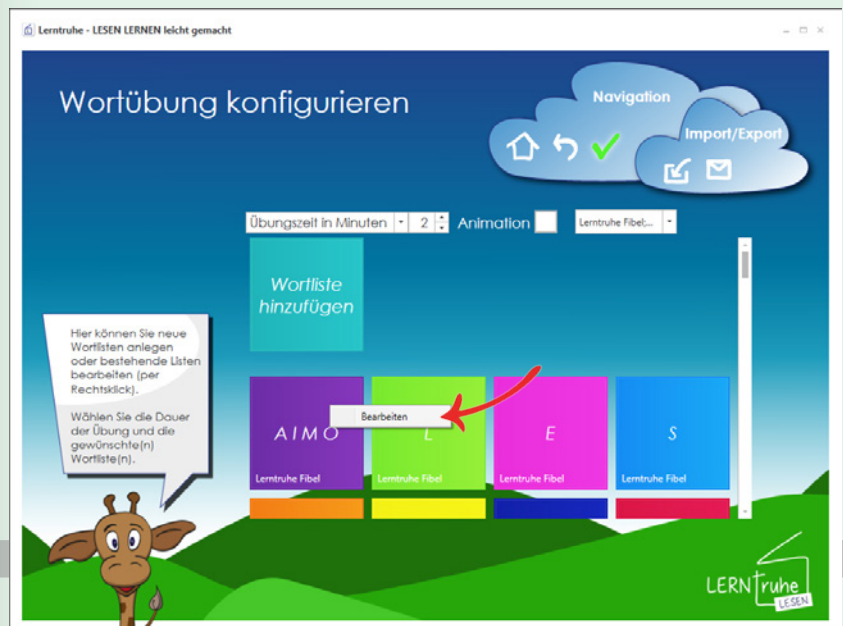 Lerntruhe - LESEN LERNEN leicht gemacht
Wortübung konfigurieren
Navigation
Import/Export
Übungszeit in Minuten 2 Animation Lerntruhe Fibel;...
Wortliste
hinzufügen
Hier können Sie neue
Wortlisten anlegen
oder bestehende Listen
bearbeiten (per
Rechtsklick).
Wählen Sie die Dauer
der Übung und die
gewünschte(n)
Wortliste(n).
Bearbeiten
A I M O L E S
Lerntruhe Fibel Lerntruhe Fibel Lerntruhe Fibel Lerntruhe Fibel
LERNTruhe
LESEN